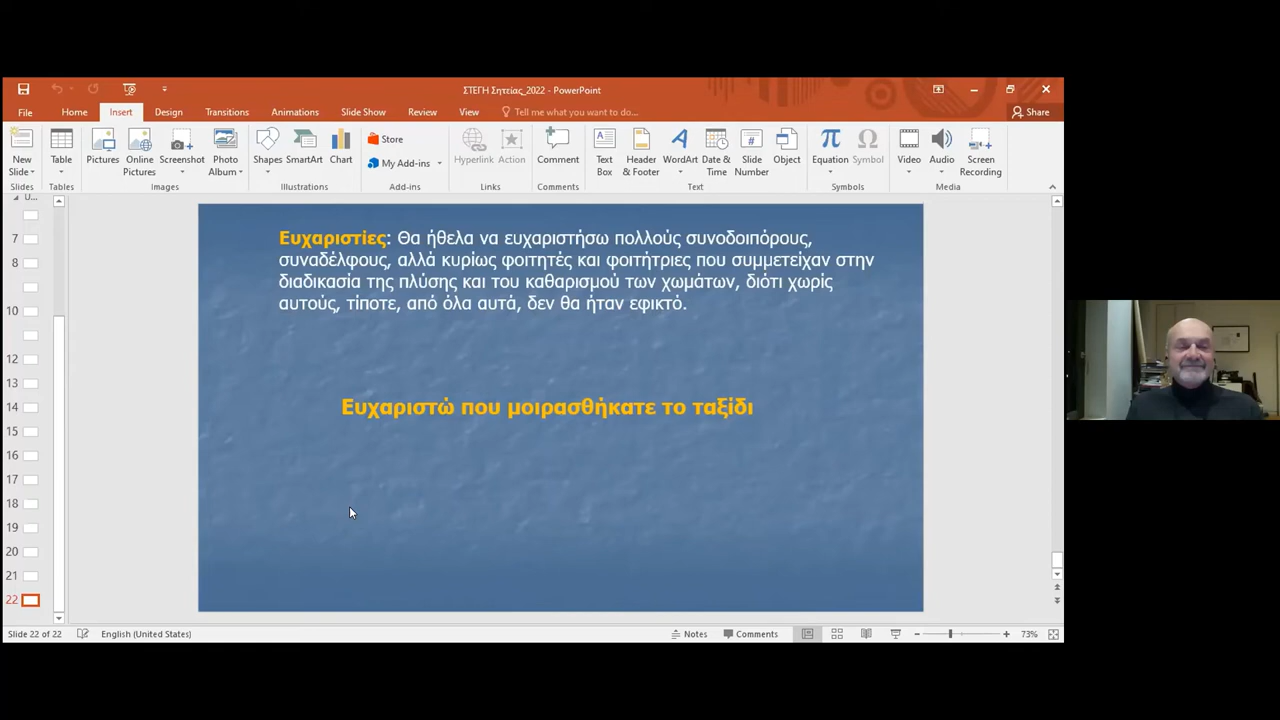 ΣΤΕΓΗ Σητείας_2022 - PowerPoint
File Home Insert Design Transitions Animations Slide Show Review View Tell me what you want to do... Share
New Slide Table Pictures Online Pictures Screenshot Photo Album Shapes SmartArt Chart Store My Add-ins Hyperlink Action Comment Text Box Header & Footer WordArt Date & Time Slide Number Object Equation Symbol Video Audio Screen Recording
Slides Tables Images Illustrations Add-ins Links Comments Text Symbols Media
Ευχαριστίες: Θα ήθελα να ευχαριστήσω πολλούς συνοδοιπόρους,
συναδέλφους, αλλά κυρίως φοιτητές και φοιτήτριες που συμμετείχαν στην
διαδικασία της πλύσης και του καθαρισμού των χωμάτων, διότι χωρίς
αυτούς, τίποτε, από όλα αυτά, δεν θα ήταν εφικτό.
Ευχαριστώ που μοιρασθήκατε το ταξίδι
7
8
10
12
13
14
15
16
17
18
19
20
21
22
Slide 22 of 22 English (United States) Notes Comments 73%